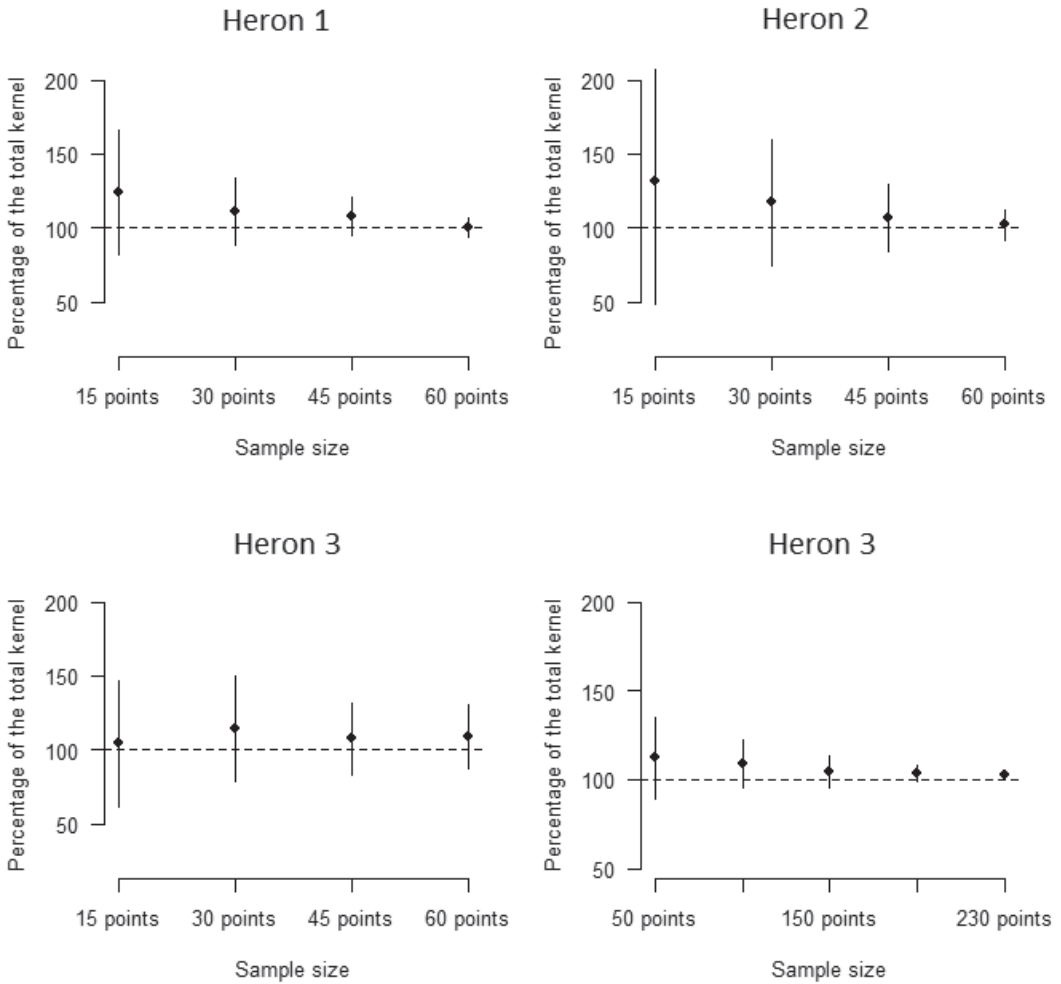 Heron 1
Percentage of the total kernel
200
150
100
50
15 points 30 points 45 points 60 points
Sample size
Heron 2
Percentage of the total kernel
200
150
100
50
15 points 30 points 45 points 60 points
Sample size
Heron 3
Percentage of the total kernel
200
150
100
50
15 points 30 points 45 points 60 points
Sample size
Heron 3
Percentage of the total kernel
200
150
100
50
50 points 150 points 230 points
Sample size